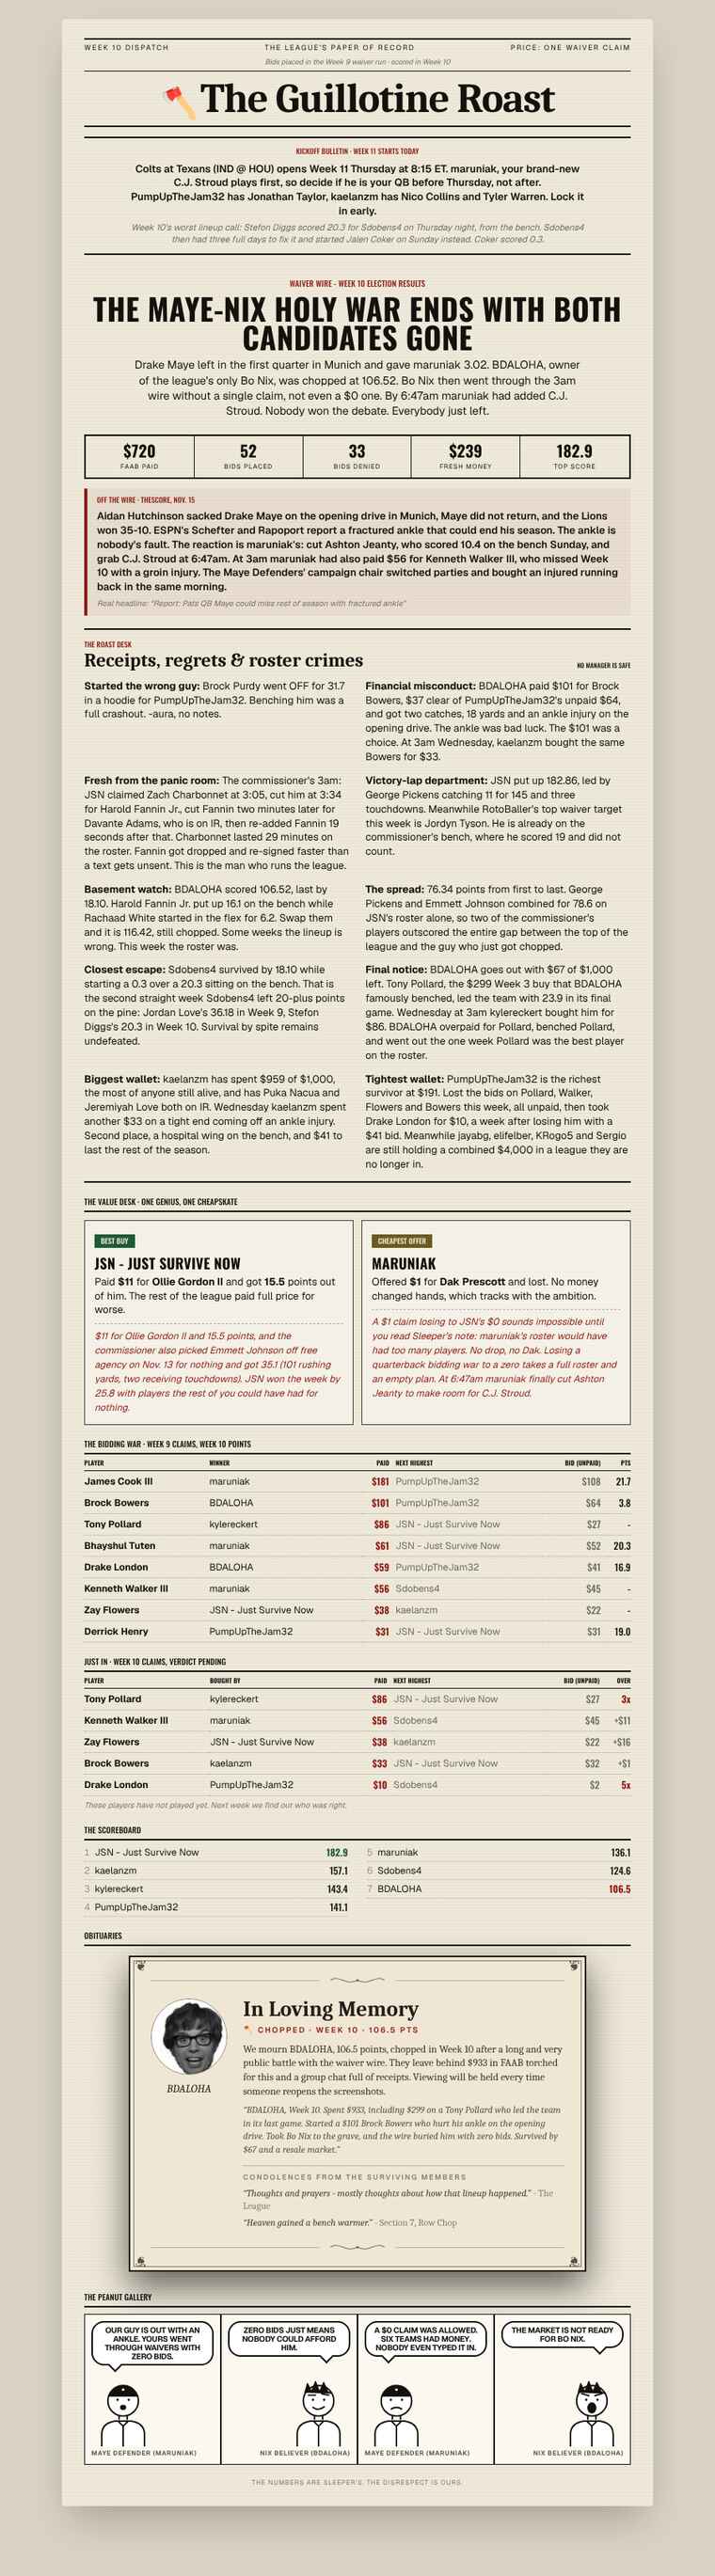 WEEK 10 DISPATCH
THE LEAGUE'S PAPER OF RECORD
PRICE: ONE WAIVER CLAIM
Bids placed in the Week 9 waiver run · scored in Week 10
The Guillotine Roast
KICKOFF BULLETIN · WEEK 11 STARTS TODAY
Colts at Texans (IND @ HOU) opens Week 11 Thursday at 8:15 ET. maruniak, your brand-new
C.J. Stroud plays first, so decide if he is your QB before Thursday, not after.
PumpUpTheJam32 has Jonathan Taylor, kaelanzm has Nico Collins and Tyler Warren. Lock it
in early.
Week 10's worst lineup call: Stefon Diggs scored 20.3 for Sdobens4 on Thursday night, from the bench. Sdobens4
then had three full days to fix it and started Jalen Coker on Sunday instead. Coker scored 0.3.
WAIVER WIRE · WEEK 10 ELECTION RESULTS
THE MAYE-NIX HOLY WAR ENDS WITH BOTH
CANDIDATES GONE
Drake Maye left in the first quarter in Munich and gave maruniak 3.02. BDALOHA, owner
of the league's only Bo Nix, was chopped at 106.52. Bo Nix then went through the 3am
wire without a single claim, not even a $0 one. By 6:47am maruniak had added C.J.
Stroud. Nobody won the debate. Everybody just left.
$720
FAAB PAID
52
BIDS PLACED
33
BIDS DENIED
$239
FRESH MONEY
182.9
TOP SCORE
OFF THE WIRE · THESCORE, NOV. 15
Aidan Hutchinson sacked Drake Maye on the opening drive in Munich, Maye did not return, and the Lions
won 35-10. ESPN's Schefter and Rapoport report a fractured ankle that could end his season. The ankle is
nobody's fault. The reaction is maruniak's: cut Ashton Jeanty, who scored 10.4 on the bench Sunday, and
grab C.J. Stroud at 6:47am. At 3am maruniak had also paid $56 for Kenneth Walker III, who missed Week
10 with a groin injury. The Maye Defenders' campaign chair switched parties and bought an injured running
back in the same morning.
Real headline: "Report: Pats QB Maye could miss rest of season with fractured ankle"
THE ROAST DESK
Receipts, regrets & roster crimes
NO MANAGER IS SAFE
Started the wrong guy: Brock Purdy went OFF for 31.7
in a hoodie for PumpUpTheJam32. Benching him was a
full crashout. -aura, no notes.
Financial misconduct: BDALOHA paid $101 for Brock
Bowers, $37 clear of PumpUpTheJam32's unpaid $64,
and got two catches, 18 yards and an ankle injury on the
opening drive. The ankle was bad luck. The $101 was a
choice. At 3am Wednesday, kaelanzm bought the same
Bowers for $33.
Fresh from the panic room: The commissioner's 3am:
JSN claimed Zach Charbonnet at 3:05, cut him at 3:34
for Harold Fannin Jr., cut Fannin two minutes later for
Davante Adams, who is on IR, then re-added Fannin 19
seconds after that. Charbonnet lasted 29 minutes on
the roster. Fannin got dropped and re-signed faster than
a text gets unsent. This is the man who runs the league.
Victory-lap department: JSN put up 182.86, led by
George Pickens catching 11 for 145 and three
touchdowns. Meanwhile RotoBaller's top waiver target
this week is Jordyn Tyson. He is already on the
commissioner's bench, where he scored 19 and did not
count.
Basement watch: BDALOHA scored 106.52, last by
18.10. Harold Fannin Jr. put up 16.1 on the bench while
Rachaad White started in the flex for 6.2. Swap them
and it is 116.42, still chopped. Some weeks the lineup is
wrong. This week the roster was.
The spread: 76.34 points from first to last. George
Pickens and Emmett Johnson combined for 78.6 on
JSN's roster alone, so two of the commissioner's
players outscored the entire gap between the top of the
league and the guy who just got chopped.
Closest escape: Sdobens4 survived by 18.10 while
starting a 0.3 over a 20.3 sitting on the bench. That is
the second straight week Sdobens4 left 20-plus points
on the pine: Jordan Love's 36.18 in Week 9, Stefon
Diggs's 20.3 in Week 10. Survival by spite remains
undefeated.
Final notice: BDALOHA goes out with $67 of $1,000
left. Tony Pollard, the $299 Week 3 buy that BDALOHA
famously benched, led the team with 23.9 in its final
game. Wednesday at 3am kylereckert bought him for
$86. BDALOHA overpaid for Pollard, benched Pollard,
and went out the one week Pollard was the best player
on the roster.
Biggest wallet: kaelanzm has spent $959 of $1,000,
the most of anyone still alive, and has Puka Nacua and
Jeremiyah Love both on IR. Wednesday kaelanzm spent
another $33 on a tight end coming off an ankle injury.
Second place, a hospital wing on the bench, and $41 to
last the rest of the season.
Tightest wallet: PumpUpTheJam32 is the richest
survivor at $191. Lost the bids on Pollard, Walker,
Flowers and Bowers this week, all unpaid, then took
Drake London for $10, a week after losing him with a
$41 bid. Meanwhile jayabg, elifelber, KRogo5 and Sergio
are still holding a combined $4,000 in a league they are
no longer in.
THE VALUE DESK · ONE GENIUS, ONE CHEAPSKATE
BEST BUY
JSN - JUST SURVIVE NOW
Paid $11 for Ollie Gordon II and got 15.5 points out
of him. The rest of the league paid full price for
worse.
$11 for Ollie Gordon II and 15.5 points, and the
commissioner also picked Emmett Johnson off free
agency on Nov. 13 for nothing and got 35.1 (101 rushing
yards, two receiving touchdowns). JSN won the week by
25.8 with players the rest of you could have had for
nothing.
CHEAPEST OFFER
MARUNIAK
Offered $1 for Dak Prescott and lost. No money
changed hands, which tracks with the ambition.
A $1 claim losing to JSN's $0 sounds impossible until
you read Sleeper's note: maruniak's roster would have
had too many players. No drop, no Dak. Losing a
quarterback bidding war to a zero takes a full roster and
an empty plan. At 6:47am maruniak finally cut Ashton
Jeanty to make room for C.J. Stroud.
THE BIDDING WAR · WEEK 9 CLAIMS, WEEK 10 POINTS
PLAYER WINNER PAID NEXT HIGHEST BID (UNPAID) PTS
James Cook III maruniak $181 PumpUpTheJam32 $108 21.7
Brock Bowers BDALOHA $101 PumpUpTheJam32 $64 3.8
Tony Pollard kylereckert $86 JSN - Just Survive Now $27 -
Bhayshul Tuten maruniak $61 JSN - Just Survive Now $52 20.3
Drake London BDALOHA $59 PumpUpTheJam32 $41 16.9
Kenneth Walker III maruniak $56 Sdobens4 $45 -
Zay Flowers JSN - Just Survive Now $38 kaelanzm $22 -
Derrick Henry PumpUpTheJam32 $31 JSN - Just Survive Now $31 19.0
JUST IN · WEEK 10 CLAIMS, VERDICT PENDING
PLAYER BOUGHT BY PAID NEXT HIGHEST BID (UNPAID) OVER
Tony Pollard kylereckert $86 JSN - Just Survive Now $27 3x
Kenneth Walker III maruniak $56 Sdobens4 $45 +$11
Zay Flowers JSN - Just Survive Now $38 kaelanzm $22 +$16
Brock Bowers kaelanzm $33 JSN - Just Survive Now $32 +$1
Drake London PumpUpTheJam32 $10 Sdobens4 $2 5x
These players have not played yet. Next week we find out who was right.
THE SCOREBOARD
1 JSN - Just Survive Now 182.9
2 kaelanzm 157.1
3 kylereckert 143.4
4 PumpUpTheJam32 141.1
5 maruniak 136.1
6 Sdobens4 124.6
7 BDALOHA 106.5
OBITUARIES
BDALOHA
In Loving Memory
CHOPPED · WEEK 10 · 106.5 PTS
We mourn BDALOHA, 106.5 points, chopped in Week 10 after a long and very
public battle with the waiver wire. They leave behind $933 in FAAB torched
for this and a group chat full of receipts. Viewing will be held every time
someone reopens the screenshots.
"BDALOHA, Week 10. Spent $933, including $299 on a Tony Pollard who led the team
in its last game. Started a $101 Brock Bowers who hurt his ankle on the opening
drive. Took Bo Nix to the grave, and the wire buried him with zero bids. Survived by
$67 and a resale market."
CONDOLENCES FROM THE SURVIVING MEMBERS
"Thoughts and prayers - mostly thoughts about how that lineup happened." - The
League
"Heaven gained a bench warmer." - Section 7, Row Chop
THE PEANUT GALLERY
OUR GUY IS OUT WITH AN
ANKLE. YOURS WENT
THROUGH WAIVERS WITH
ZERO BIDS.
MAYE DEFENDER (MARUNIAK)
ZERO BIDS JUST MEANS
NOBODY COULD AFFORD
HIM.
NIX BELIEVER (BDALOHA)
A $0 CLAIM WAS ALLOWED.
SIX TEAMS HAD MONEY.
NOBODY EVEN TYPED IT IN.
MAYE DEFENDER (MARUNIAK)
THE MARKET IS NOT READY
FOR BO NIX.
NIX BELIEVER (BDALOHA)
THE NUMBERS ARE SLEEPER'S. THE DISRESPECT IS OURS.